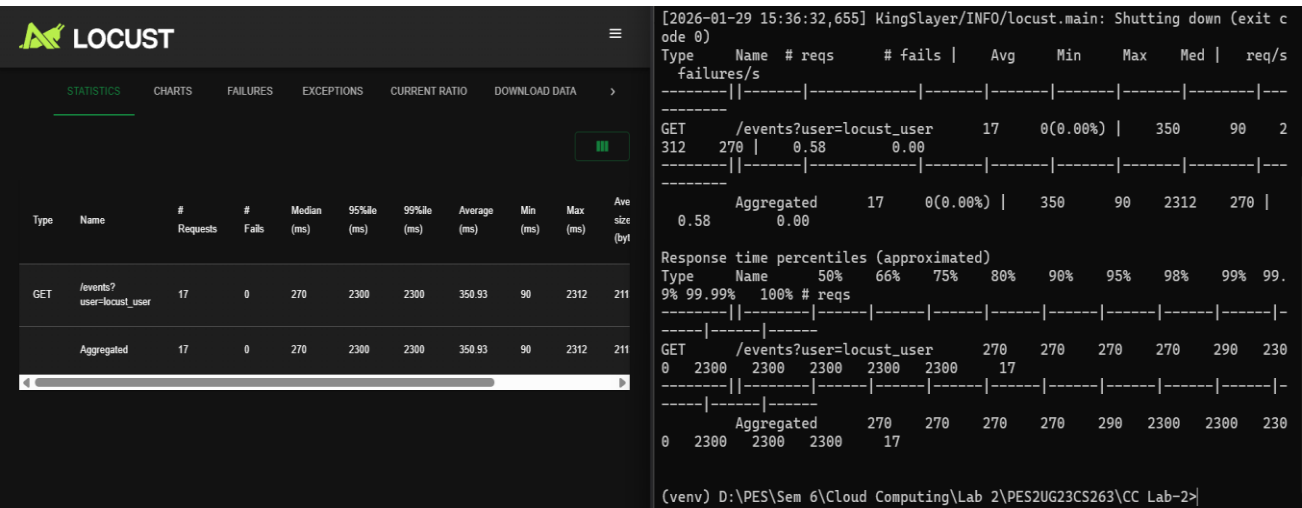 LOCUST
STATISTICS CHARTS FAILURES EXCEPTIONS CURRENT RATIO DOWNLOAD DATA
Type Name # Requests # Fails Median (ms) 95%ile (ms) 99%ile (ms) Average (ms) Min (ms) Max (ms) Ave size (byt
GET /events?user=locust_user 17 0 270 2300 2300 350.93 90 2312 211
Aggregated 17 0 270 2300 2300 350.93 90 2312 211
[2026-01-29 15:36:32,655] KingSlayer/INFO/locust.main: Shutting down (exit c
ode 0)
Type Name # reqs # fails | Avg Min Max Med | req/s
failures/s
--------||-------|-------------|-------|-------|-------|-------|--------|---
--------
GET /events?user=locust_user 17 0(0.00%) | 350 90 2
312 270 | 0.58 0.00
--------||-------|-------------|-------|-------|-------|-------|--------|---
--------
Aggregated 17 0(0.00%) | 350 90 2312 270 |
0.58 0.00
Response time percentiles (approximated)
Type Name 50% 66% 75% 80% 90% 95% 98% 99% 99.
9% 99.99% 100% # reqs
--------||--------|------|------|------|------|------|------|------|------|-
-----|------|------
GET /events?user=locust_user 270 270 270 270 290 230
0 2300 2300 2300 2300 2300 17
--------||--------|------|------|------|------|------|------|------|------|-
-----|------|------
Aggregated 270 270 270 270 290 2300 2300 230
0 2300 2300 2300 17
(venv) D:\PES\Sem 6\Cloud Computing\Lab 2\PES2UG23CS263\CC Lab-2>